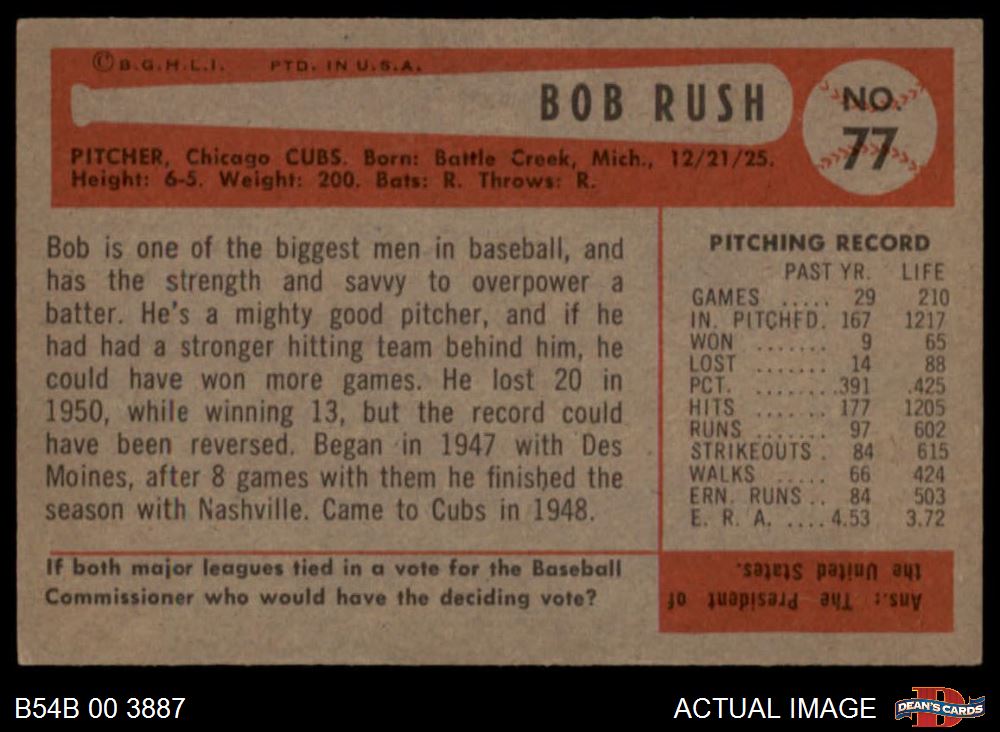 © B.G.H.L.I. PTD. IN U.S.A.
BOB RUSH
NO.
77
PITCHER, Chicago CUBS. Born: Battle Creek, Mich., 12/21/25.
Height: 6-5. Weight: 200. Bats: R. Throws: R.
Bob is one of the biggest men in baseball, and
has the strength and savvy to overpower a
batter. He's a mighty good pitcher, and if he
had had a stronger hitting team behind him, he
could have won more games. He lost 20 in
1950, while winning 13, but the record could
have been reversed. Began in 1947 with Des
Moines, after 8 games with them he finished the
season with Nashville. Came to Cubs in 1948.
PITCHING RECORD
PAST YR. LIFE
GAMES ..... 29 210
IN. PITCHED. 167 1217
WON ....... 9 65
LOST ....... 14 88
PCT. .......391 .425
HITS ....... 177 1205
RUNS ....... 97 602
STRIKEOUTS . 84 615
WALKS ..... 66 424
ERN. RUNS .. 84 503
E. R. A. .... 4.53 3.72
If both major leagues tied in a vote for the Baseball
Commissioner who would have the deciding vote?
Ans.: The President of
the United States.
B54B 00 3887
ACTUAL IMAGE
D
DEAN'S CARDS